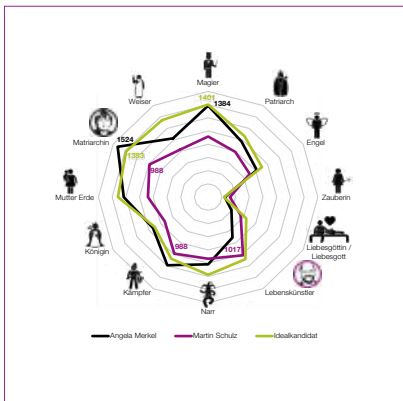 Magier
Weiser
Patriarch
1401
1384
Matriarchin
1524
1383
Engel
988
Mutter Erde
Zauberin
Königin
Liebesgöttin /
Liebesgott
988
1017
Kämpfer
Lebenskünstler
Narr
Angela Merkel
Martin Schulz
Idealkandidat